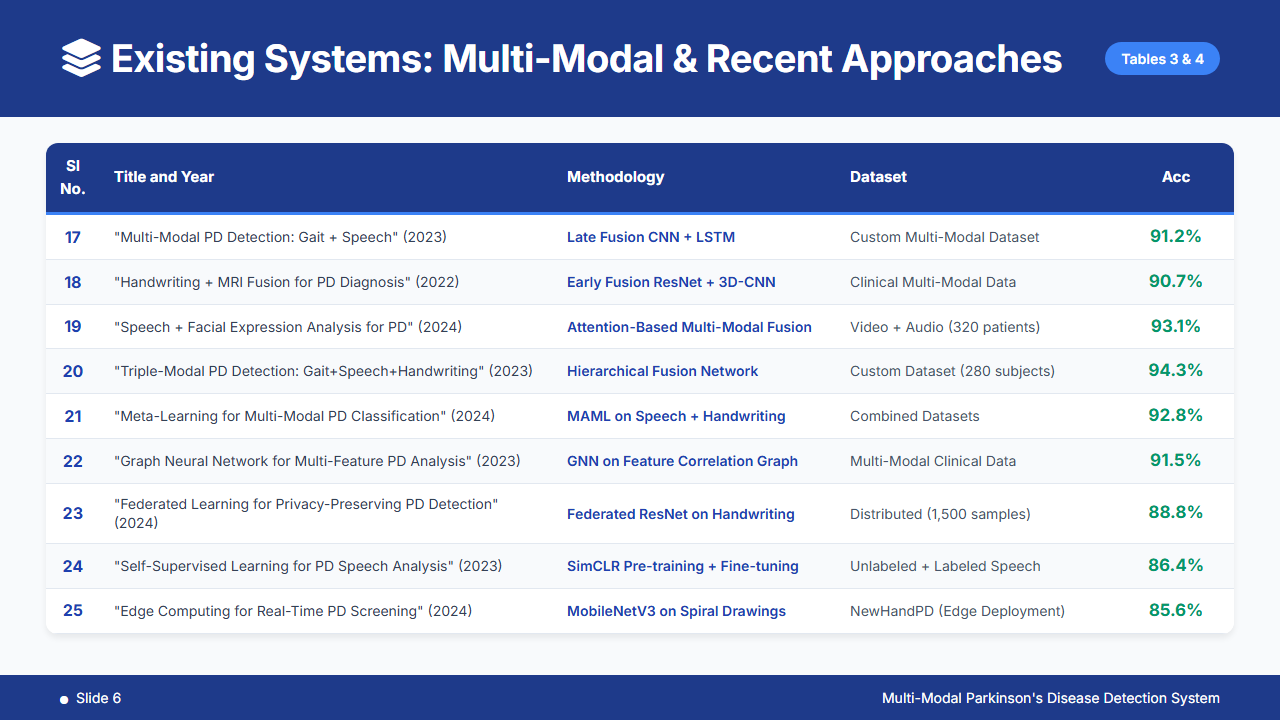 Existing Systems: Multi-Modal & Recent Approaches
Tables 3 & 4
Sl No. Title and Year Methodology Dataset Acc
17 "Multi-Modal PD Detection: Gait + Speech" (2023) Late Fusion CNN + LSTM Custom Multi-Modal Dataset 91.2%
18 "Handwriting + MRI Fusion for PD Diagnosis" (2022) Early Fusion ResNet + 3D-CNN Clinical Multi-Modal Data 90.7%
19 "Speech + Facial Expression Analysis for PD" (2024) Attention-Based Multi-Modal Fusion Video + Audio (320 patients) 93.1%
20 "Triple-Modal PD Detection: Gait+Speech+Handwriting" (2023) Hierarchical Fusion Network Custom Dataset (280 subjects) 94.3%
21 "Meta-Learning for Multi-Modal PD Classification" (2024) MAML on Speech + Handwriting Combined Datasets 92.8%
22 "Graph Neural Network for Multi-Feature PD Analysis" (2023) GNN on Feature Correlation Graph Multi-Modal Clinical Data 91.5%
23 "Federated Learning for Privacy-Preserving PD Detection" (2024) Federated ResNet on Handwriting Distributed (1,500 samples) 88.8%
24 "Self-Supervised Learning for PD Speech Analysis" (2023) SimCLR Pre-training + Fine-tuning Unlabeled + Labeled Speech 86.4%
25 "Edge Computing for Real-Time PD Screening" (2024) MobileNetV3 on Spiral Drawings NewHandPD (Edge Deployment) 85.6%
Slide 6
Multi-Modal Parkinson's Disease Detection System